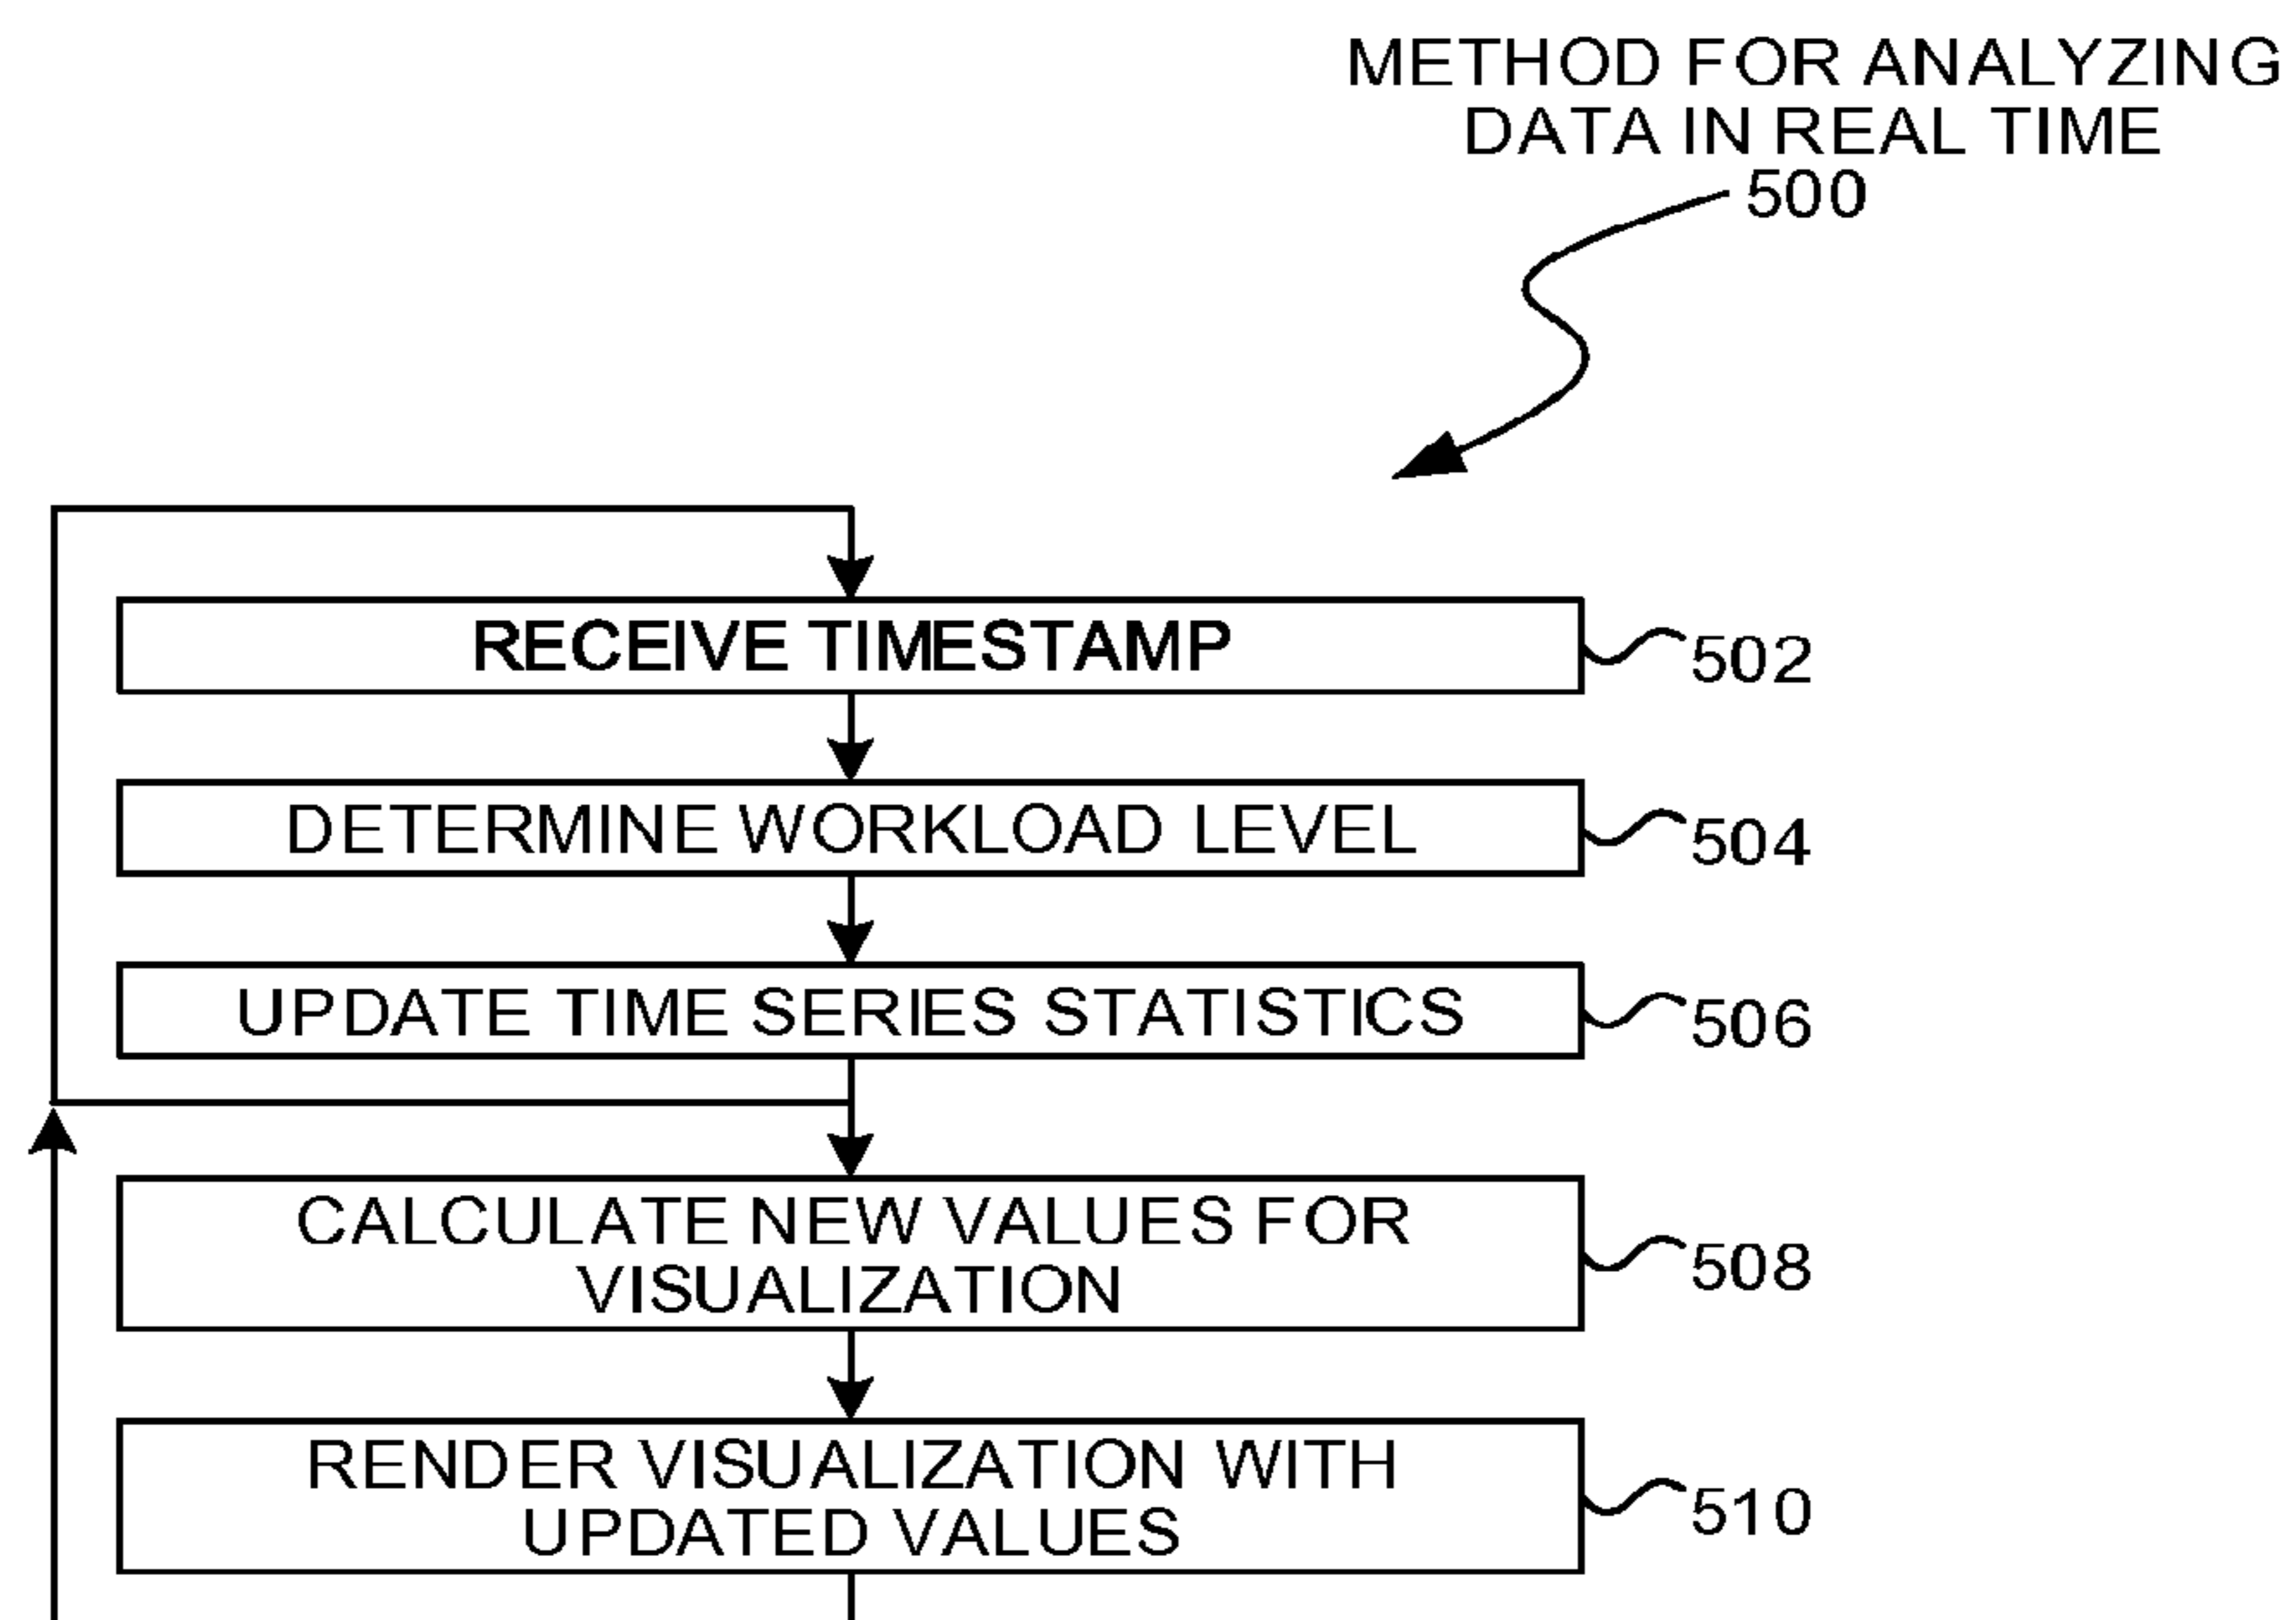 METHOD FOR ANALYZING
DATA IN REAL TIME
500
RECEIVE TIMESTAMP
502
DETERMINE WORKLOAD LEVEL
504
UPDATE TIME SERIES STATISTICS
506
CALCULATE NEW VALUES FOR
VISUALIZATION
508
RENDER VISUALIZATION WITH
UPDATED VALUES
510